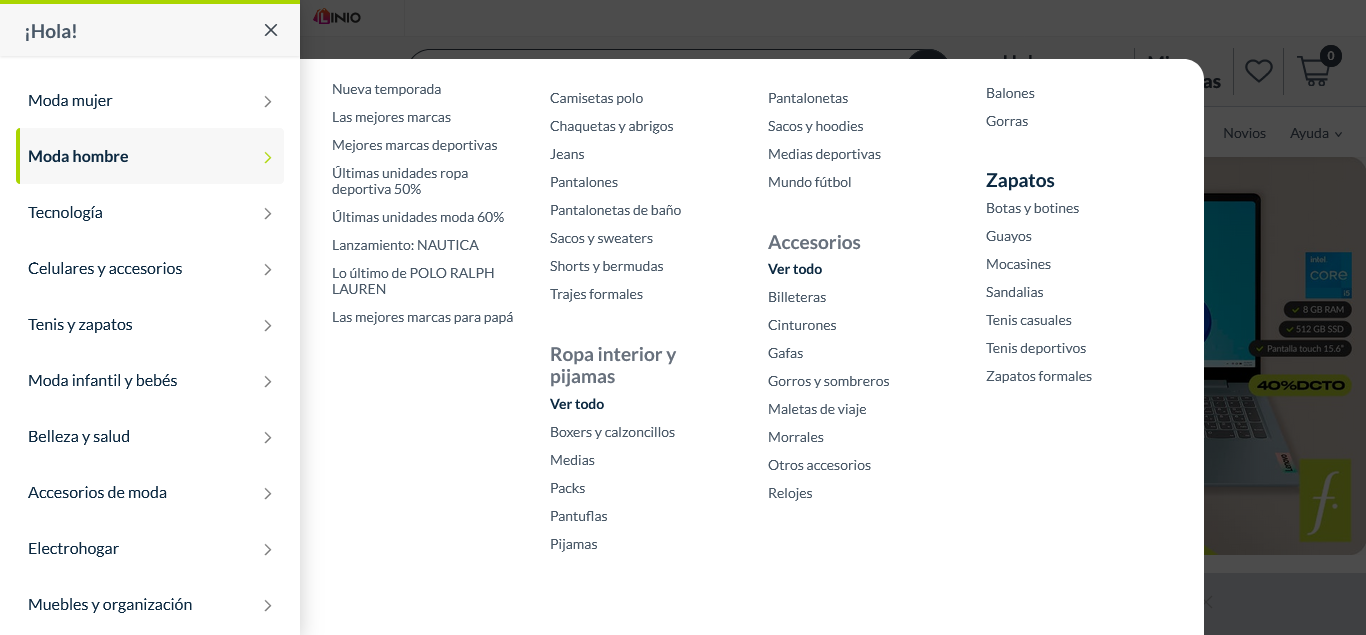 ¡Hola!
Moda mujer
Moda hombre
Tecnología
Celulares y accesorios
Tenis y zapatos
Moda infantil y bebés
Belleza y salud
Accesorios de moda
Electrohogar
Muebles y organización
LINIO
0
Novios
Ayuda
Nueva temporada
Las mejores marcas
Mejores marcas deportivas
Últimas unidades ropa
deportiva 50%
Últimas unidades moda 60%
Lanzamiento: NAUTICA
Lo último de POLO RALPH
LAUREN
Las mejores marcas para papá
Camisetas polo
Chaquetas y abrigos
Jeans
Pantalones
Pantalonetas de baño
Sacos y sweaters
Shorts y bermudas
Trajes formales
Ropa interior y
pijamas
Ver todo
Boxers y calzoncillos
Medias
Packs
Pantuflas
Pijamas
Pantalonetas
Sacos y hoodies
Medias deportivas
Mundo fútbol
Accesorios
Ver todo
Billeteras
Cinturones
Gafas
Gorros y sombreros
Maletas de viaje
Morrales
Otros accesorios
Relojes
Balones
Gorras
Zapatos
Botas y botines
Guayos
Mocasines
Sandalias
Tenis casuales
Tenis deportivos
Zapatos formales
intel
CORE
i5
8 GB RAM
512 GB SSD
Pantalla touch 15.6"
40%DCTO
Lenovo
f.